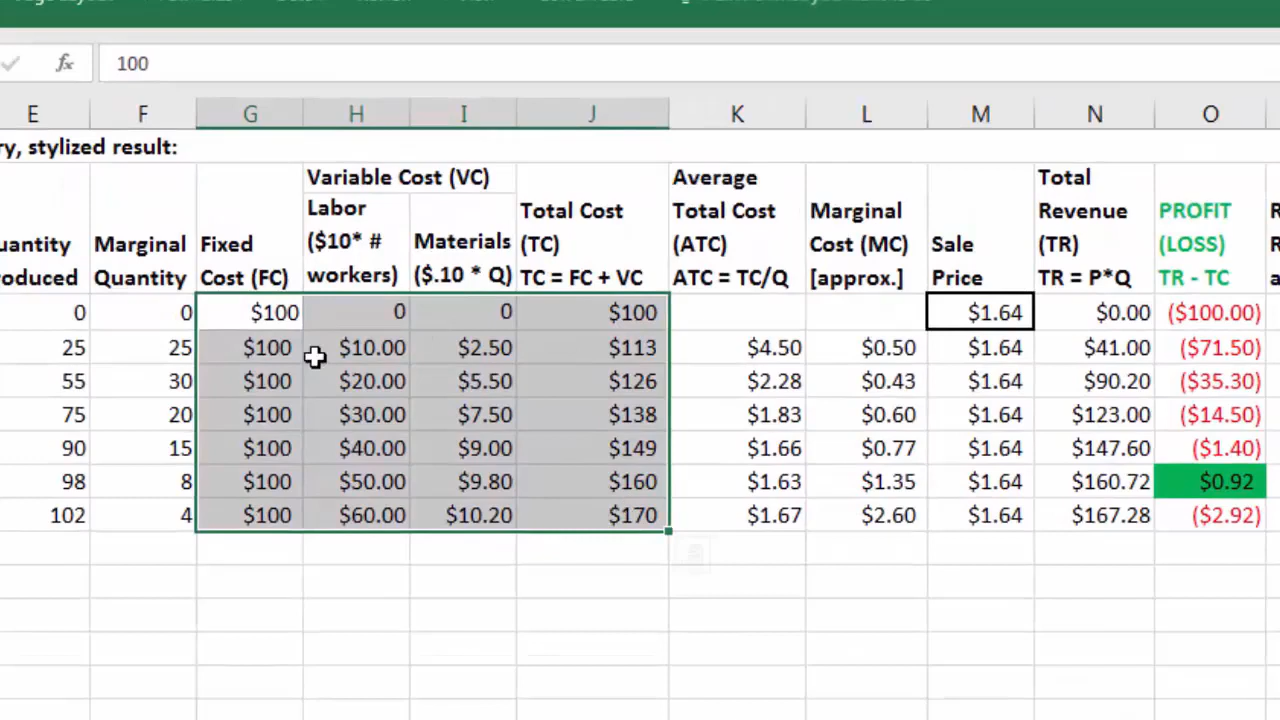 fx 100
E F G H I J K L M N O
ry, stylized result:
Variable Cost (VC) Average Total
Labor Total Cost Total Cost Marginal Revenue PROFIT
uantity Marginal Fixed ($10* # Materials (TC) (ATC) Cost (MC) Sale (TR) (LOSS)
oduced Quantity Cost (FC) workers) ($.10 * Q) TC = FC + VC ATC = TC/Q [approx.] Price TR = P*Q TR - TC
0 0 $100 0 0 $100 $1.64 $0.00 ($100.00)
25 25 $100 $10.00 $2.50 $113 $4.50 $0.50 $1.64 $41.00 ($71.50)
55 30 $100 $20.00 $5.50 $126 $2.28 $0.43 $1.64 $90.20 ($35.30)
75 20 $100 $30.00 $7.50 $138 $1.83 $0.60 $1.64 $123.00 ($14.50)
90 15 $100 $40.00 $9.00 $149 $1.66 $0.77 $1.64 $147.60 ($1.40)
98 8 $100 $50.00 $9.80 $160 $1.63 $1.35 $1.64 $160.72 $0.92
102 4 $100 $60.00 $10.20 $170 $1.67 $2.60 $1.64 $167.28 ($2.92)